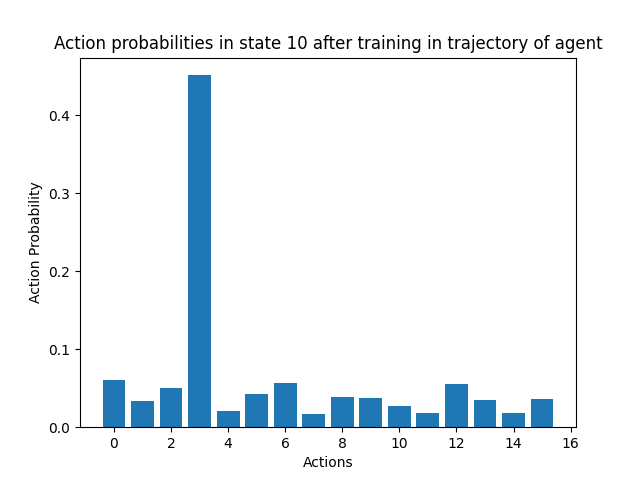 Action probabilities in state 10 after training in trajectory of agent
0.4
0.3
0.2
0.1
0.0
Action Probability
0 2 4 6 8 10 12 14 16
Actions